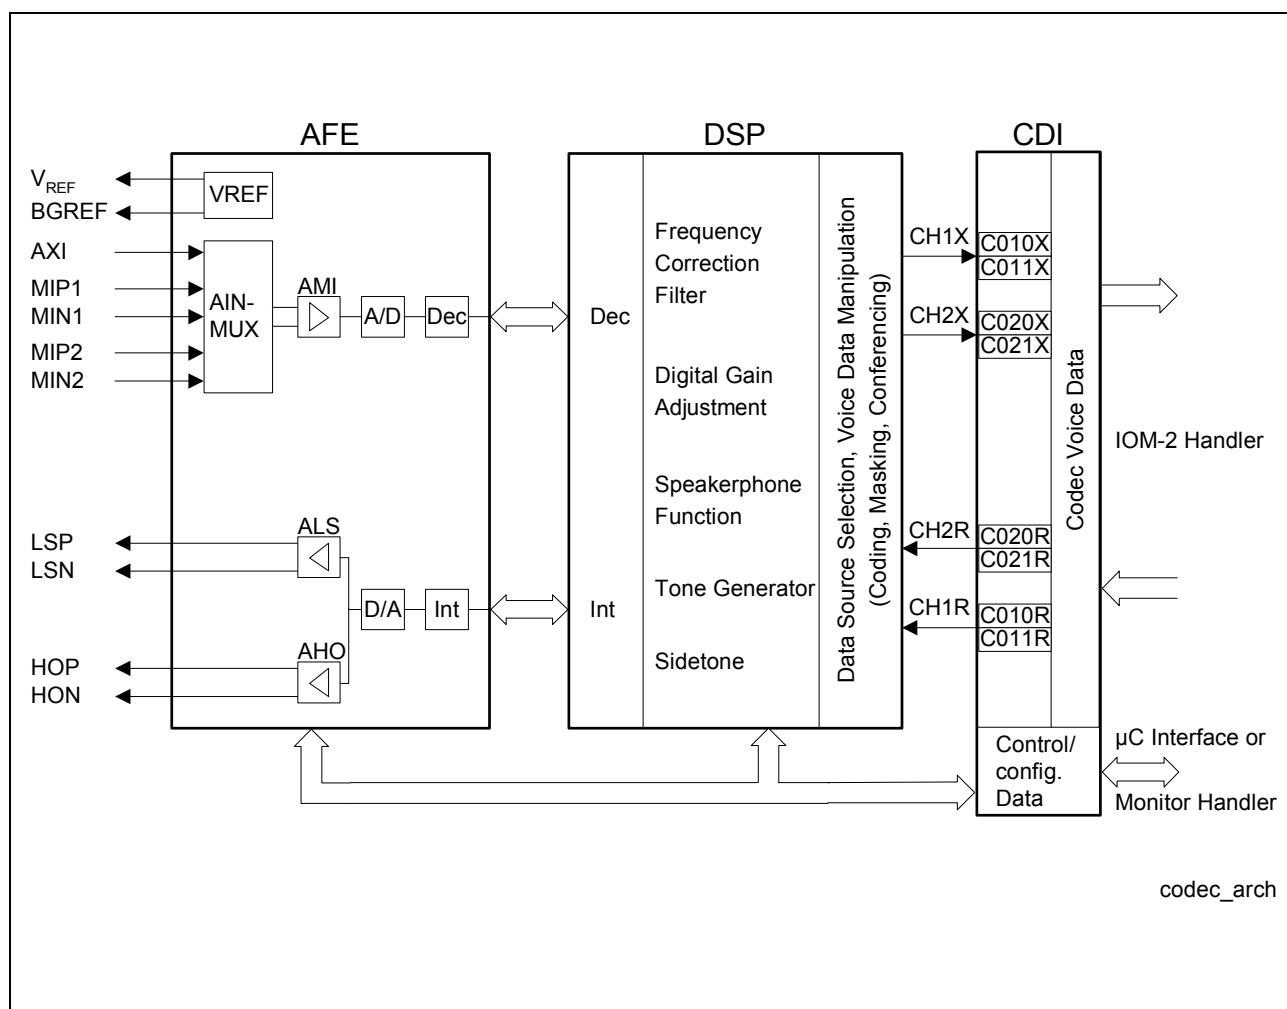 AFE
DSP
CDI
VREF
BGREF
AXI
MIP1
MIN1
MIP2
MIN2
LSP
LSN
HOP
HON
VREF
AIN-
MUX
AMI
A/D
Dec
ALS
AHO
D/A
Int
Dec
Int
Frequency
Correction
Filter
Digital Gain
Adjustment
Speakerphone
Function
Tone Generator
Sidetone
Data Source Selection, Voice Data Manipulation
(Coding, Masking, Conferencing)
CH1X
CH2X
CH2R
CH1R
C010X
C011X
C020X
C021X
C020R
C021R
C010R
C011R
Codec Voice Data
Control/
config.
Data
IOM-2 Handler
µC Interface or
Monitor Handler
codec_arch